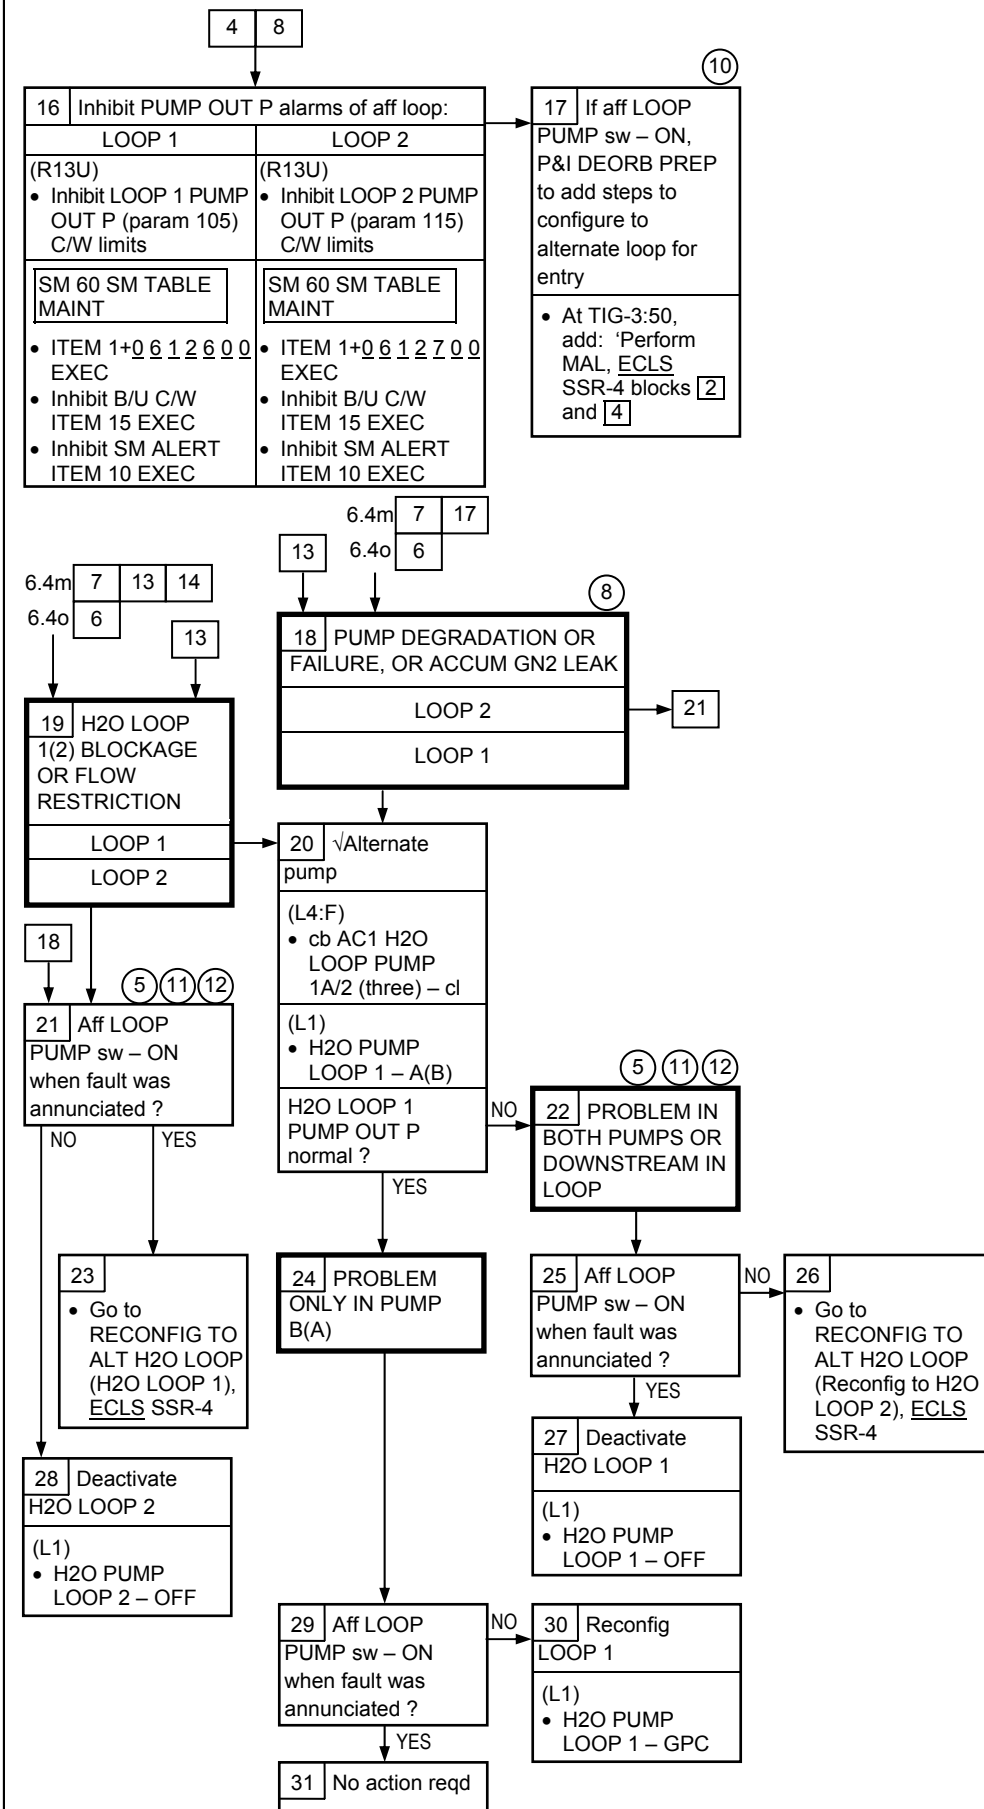 4 8
10
16 Inhibit PUMP OUT P alarms of aff loop:
LOOP 1
(R13U)
• Inhibit LOOP 1 PUMP
OUT P (param 105)
C/W limits
SM 60 SM TABLE
MAINT
• ITEM 1+0 6 1 2 6 0 0
EXEC
• Inhibit B/U C/W
ITEM 15 EXEC
• Inhibit SM ALERT
ITEM 10 EXEC
LOOP 2
(R13U)
• Inhibit LOOP 2 PUMP
OUT P (param 115)
C/W limits
SM 60 SM TABLE
MAINT
• ITEM 1+0 6 1 2 7 0 0
EXEC
• Inhibit B/U C/W
ITEM 15 EXEC
• Inhibit SM ALERT
ITEM 10 EXEC
17 If aff LOOP
PUMP sw – ON,
P&I DEORB PREP
to add steps to
configure to
alternate loop for
entry
• At TIG-3:50,
add: ‘Perform
MAL, ECLS
SSR-4 blocks 2
and 4
6.4m 7 17
6.4o 6
13
8
6.4m 7 13 14
6.4o 6
13
18 PUMP DEGRADATION OR
FAILURE, OR ACCUM GN2 LEAK
LOOP 2
LOOP 1
21
19 H2O LOOP
1(2) BLOCKAGE
OR FLOW
RESTRICTION
LOOP 1
LOOP 2
20 √Alternate
pump
(L4:F)
• cb AC1 H2O
LOOP PUMP
1A/2 (three) – cl
(L1)
• H2O PUMP
LOOP 1 – A(B)
H2O LOOP 1
PUMP OUT P
normal ?
NO
YES
18
5 11 12
21 Aff LOOP
PUMP sw – ON
when fault was
annunciated ?
NO
YES
5 11 12
22 PROBLEM IN
BOTH PUMPS OR
DOWNSTREAM IN
LOOP
23
• Go to
RECONFIG TO
ALT H2O LOOP
(H2O LOOP 1),
ECLS SSR-4
24 PROBLEM
ONLY IN PUMP
B(A)
25 Aff LOOP
PUMP sw – ON
when fault was
annunciated ?
NO
YES
26
• Go to
RECONFIG TO
ALT H2O LOOP
(Reconfig to H2O
LOOP 2), ECLS
SSR-4
27 Deactivate
H2O LOOP 1
(L1)
• H2O PUMP
LOOP 1 – OFF
28 Deactivate
H2O LOOP 2
(L1)
• H2O PUMP
LOOP 2 – OFF
29 Aff LOOP
PUMP sw – ON
when fault was
annunciated ?
NO
YES
30 Reconfig
LOOP 1
(L1)
• H2O PUMP
LOOP 1 – GPC
31 No action reqd